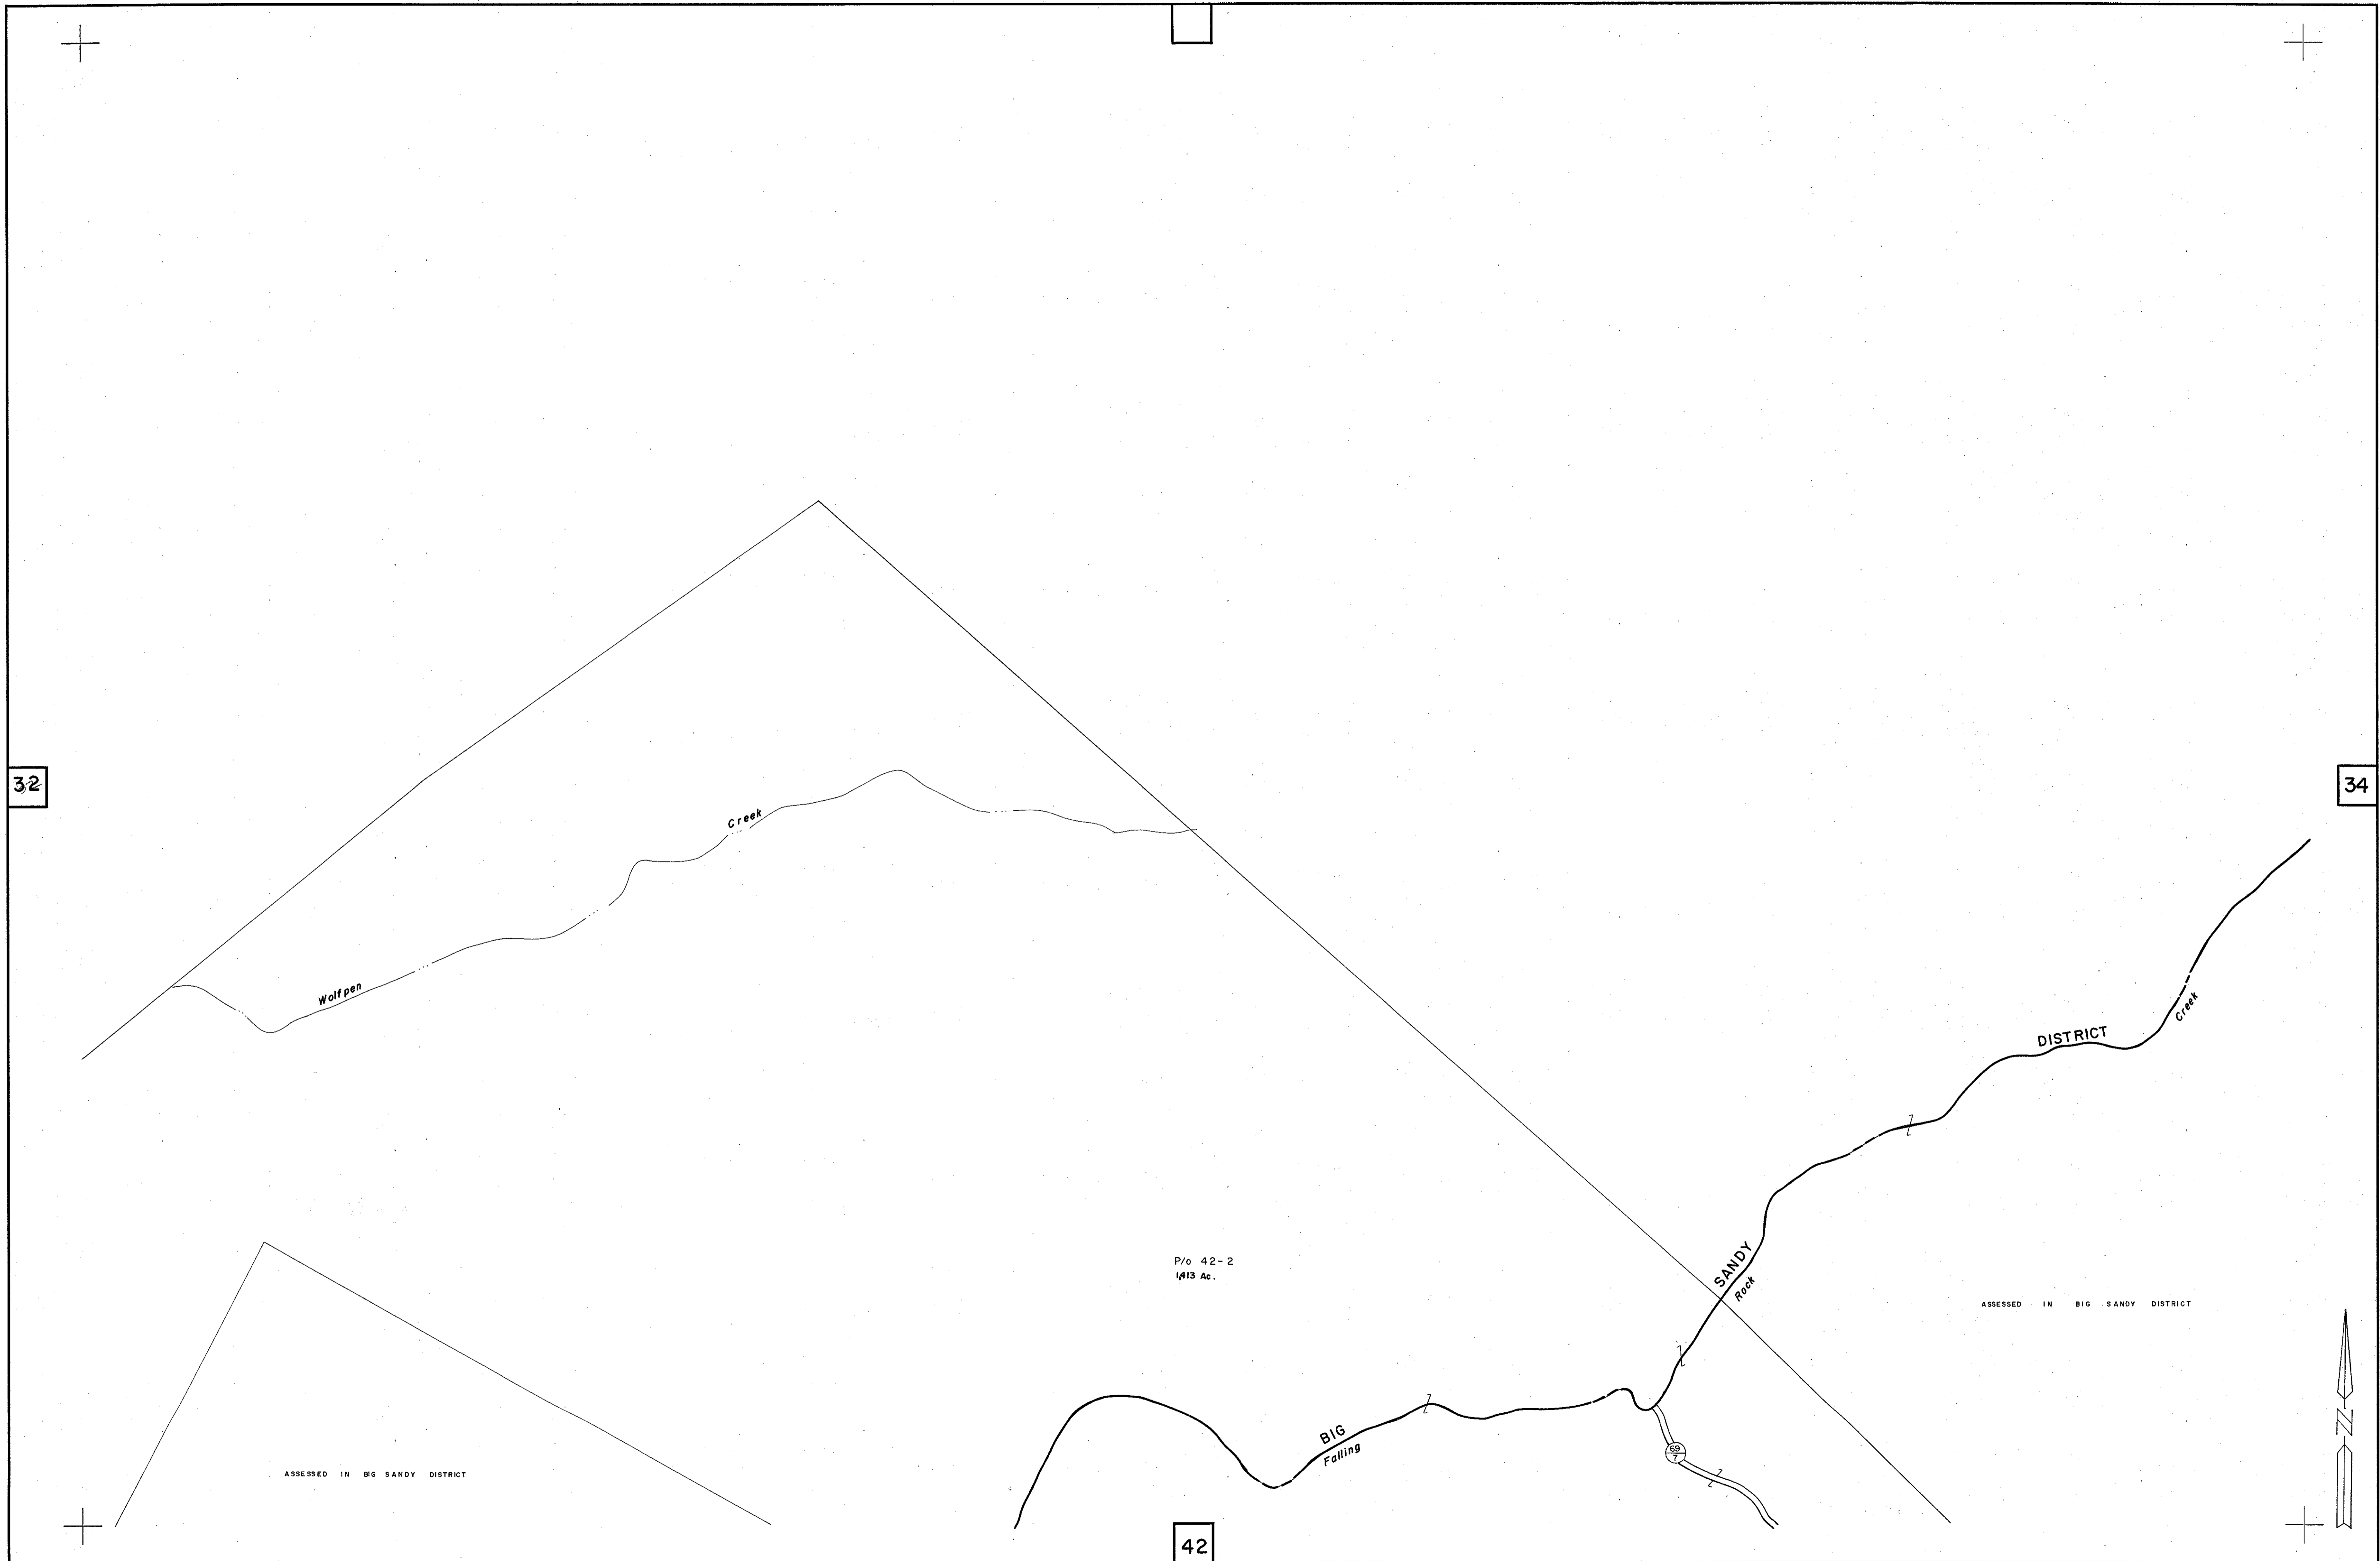 32
34
Creek
Wolfpen
Creek
DISTRICT
SANDY
Rock
P/o 42-2
1,413 Ac.
ASSESSED IN BIG SANDY DISTRICT
BIG
Falling
N
69
7
ASSESSED IN BIG SANDY DISTRICT
42